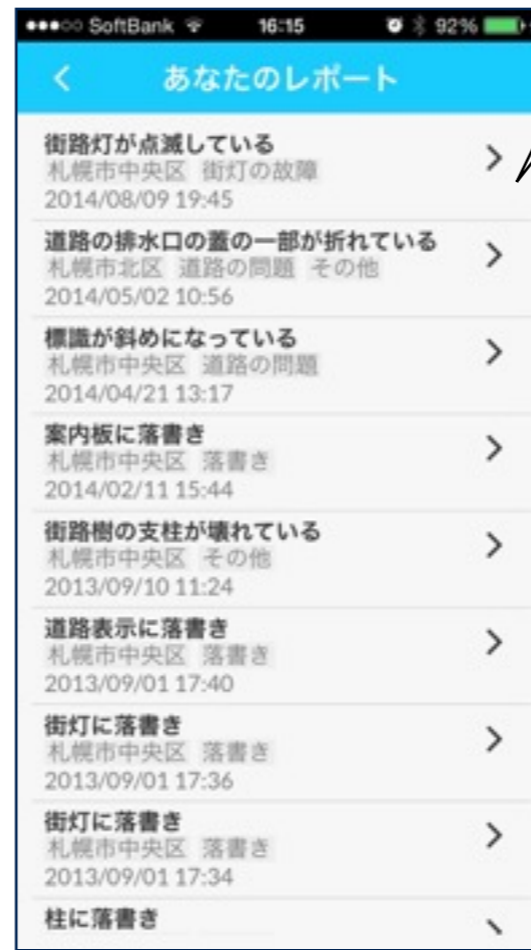 SoftBank 16:15 92%
あなたのレポート
街路灯が点滅している
札幌市中央区 街灯の故障
2014/08/09 19:45
道路の排水口の蓋の一部が折れている
札幌市北区 道路の問題 その他
2014/05/02 10:56
標識が斜めになっている
札幌市中央区 道路の問題
2014/04/21 13:17
案内板に落書き
札幌市中央区 落書き
2014/02/11 15:44
街路樹の支柱が壊れている
札幌市中央区 その他
2013/09/10 11:24
道路表示に落書き
札幌市中央区 落書き
2013/09/01 17:40
街灯に落書き
札幌市中央区 落書き
2013/09/01 17:36
街灯に落書き
札幌市中央区 落書き
2013/09/01 17:34
柱に落書き